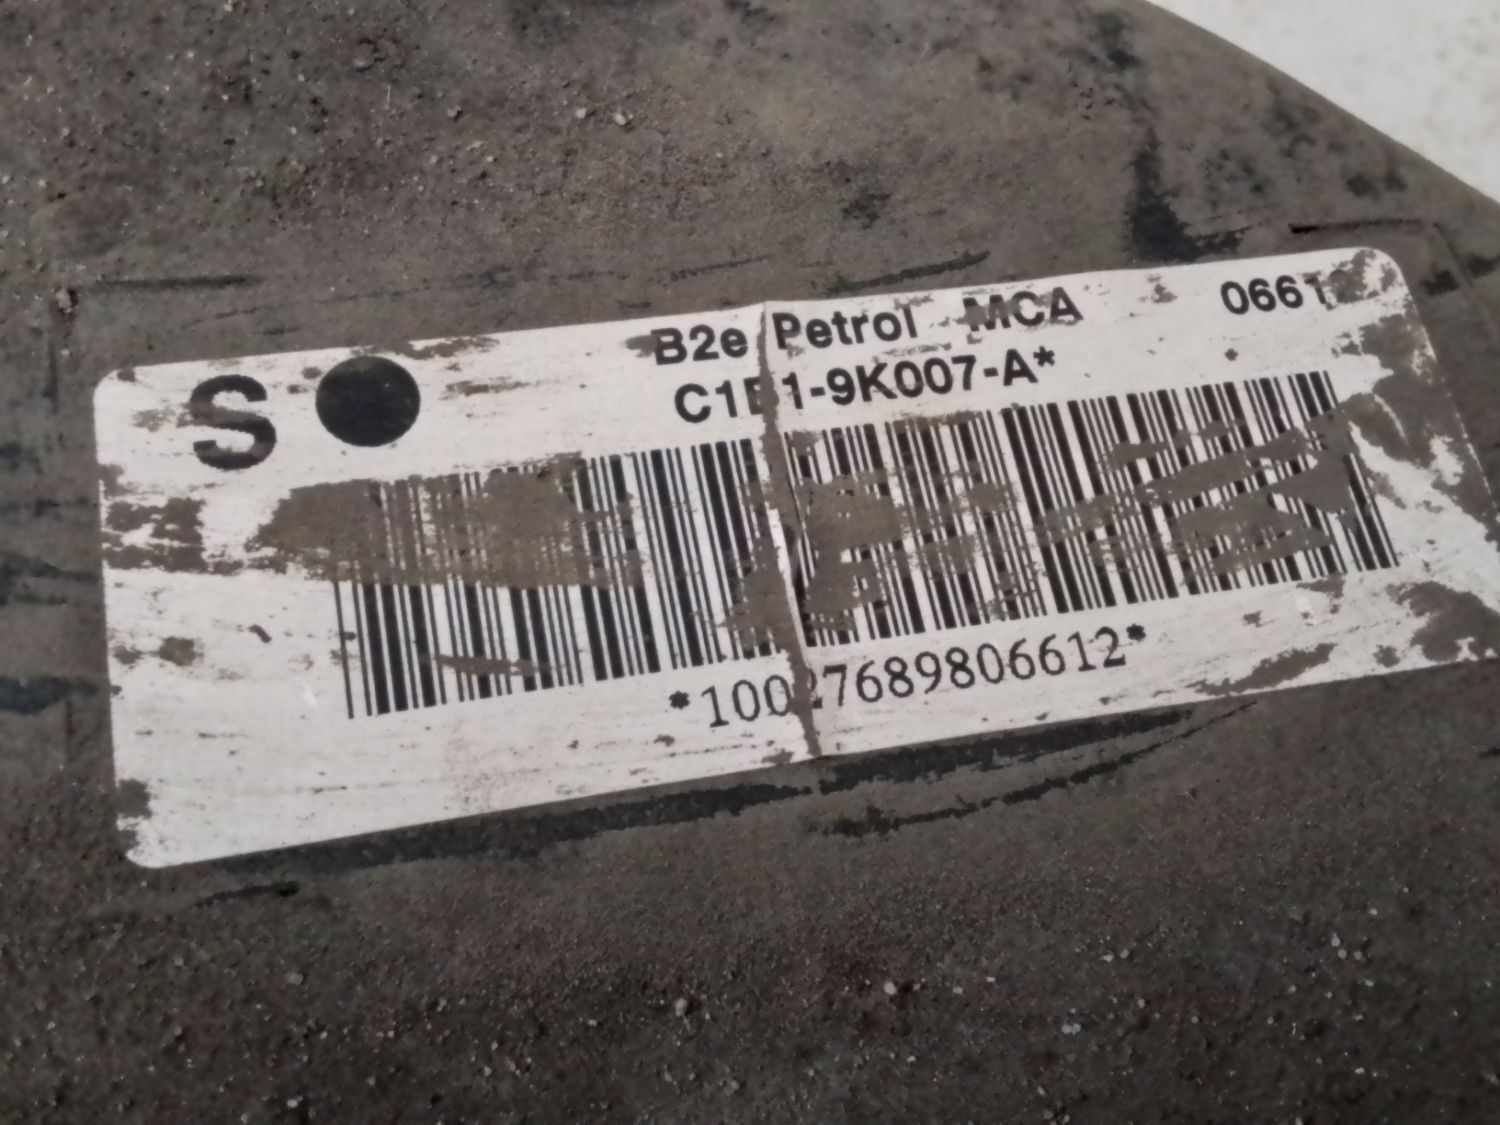 B2e Petrol MCA 0661
S C1B1-9K007-A*
*10027689806612*